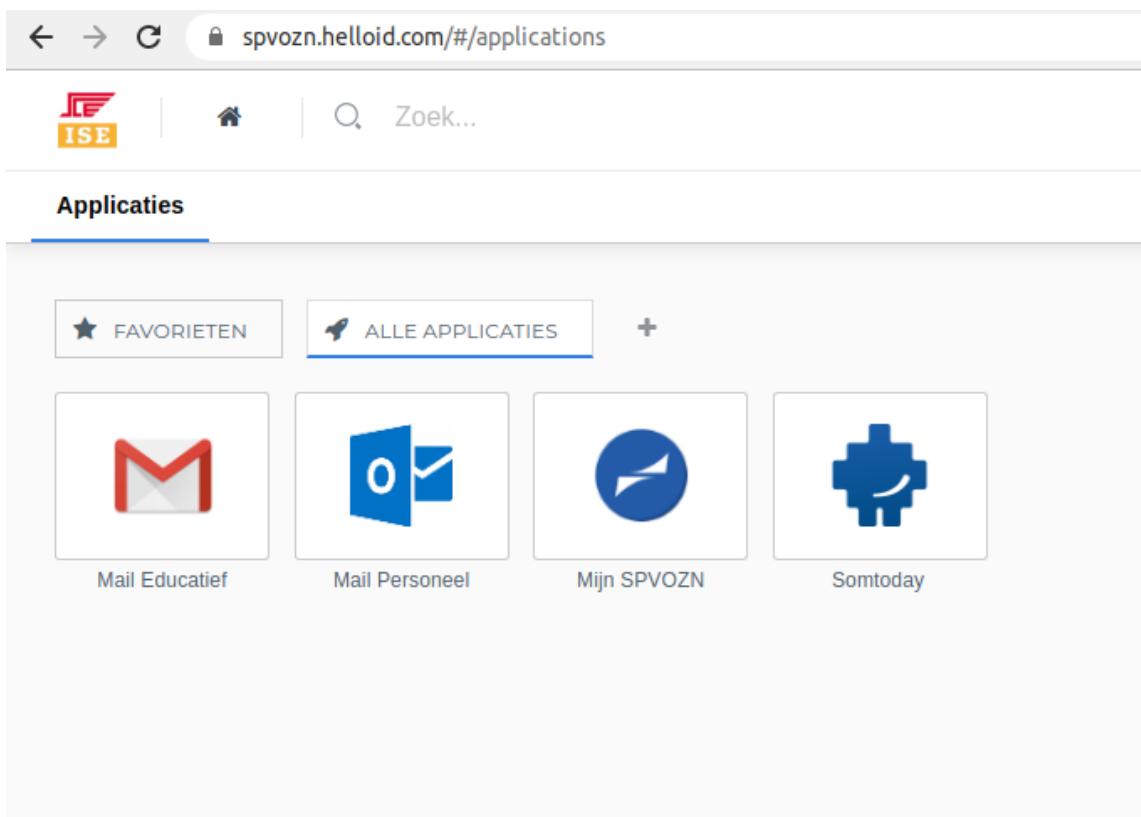 spvozn.helloid.com/#/applications
ISE
Zoek...
Applicaties
FAVORIETEN
ALLE APPLICATIES
Mail Educatief
Mail Personeel
Mijn SPVOZN
Somtoday